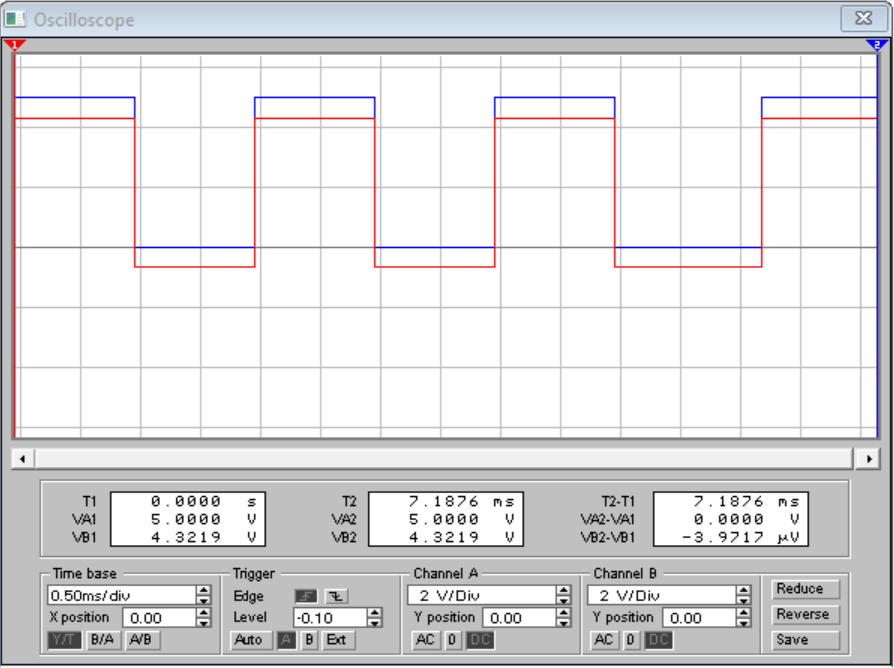 Oscilloscope
1 2
T1 0.0000 s T2 7.1876 ms T2-T1 7.1876 ms
VA1 5.0000 V VA2 5.0000 V VA2-VA1 0.0000 V
VB1 4.3219 V VB2 4.3219 V VB2-VB1 -3.9717 µV
Time base Trigger Channel A Channel B
0.50ms/div Edge 2 V/Div 2 V/Div Reduce
X position 0.00 Level -0.10 Y position 0.00 Y position 0.00 Reverse
Y/T B/A A/B Auto A B Ext AC 0 DC AC 0 DC Save